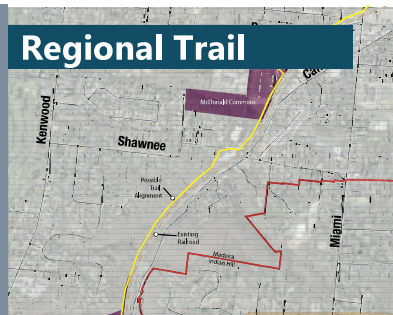 Regional Trail
McDonald Commons
Kenwood
Shawnee
Possible
Trail
Alignment
Existing
Railroad
Miami
Madeira
Indian Hill